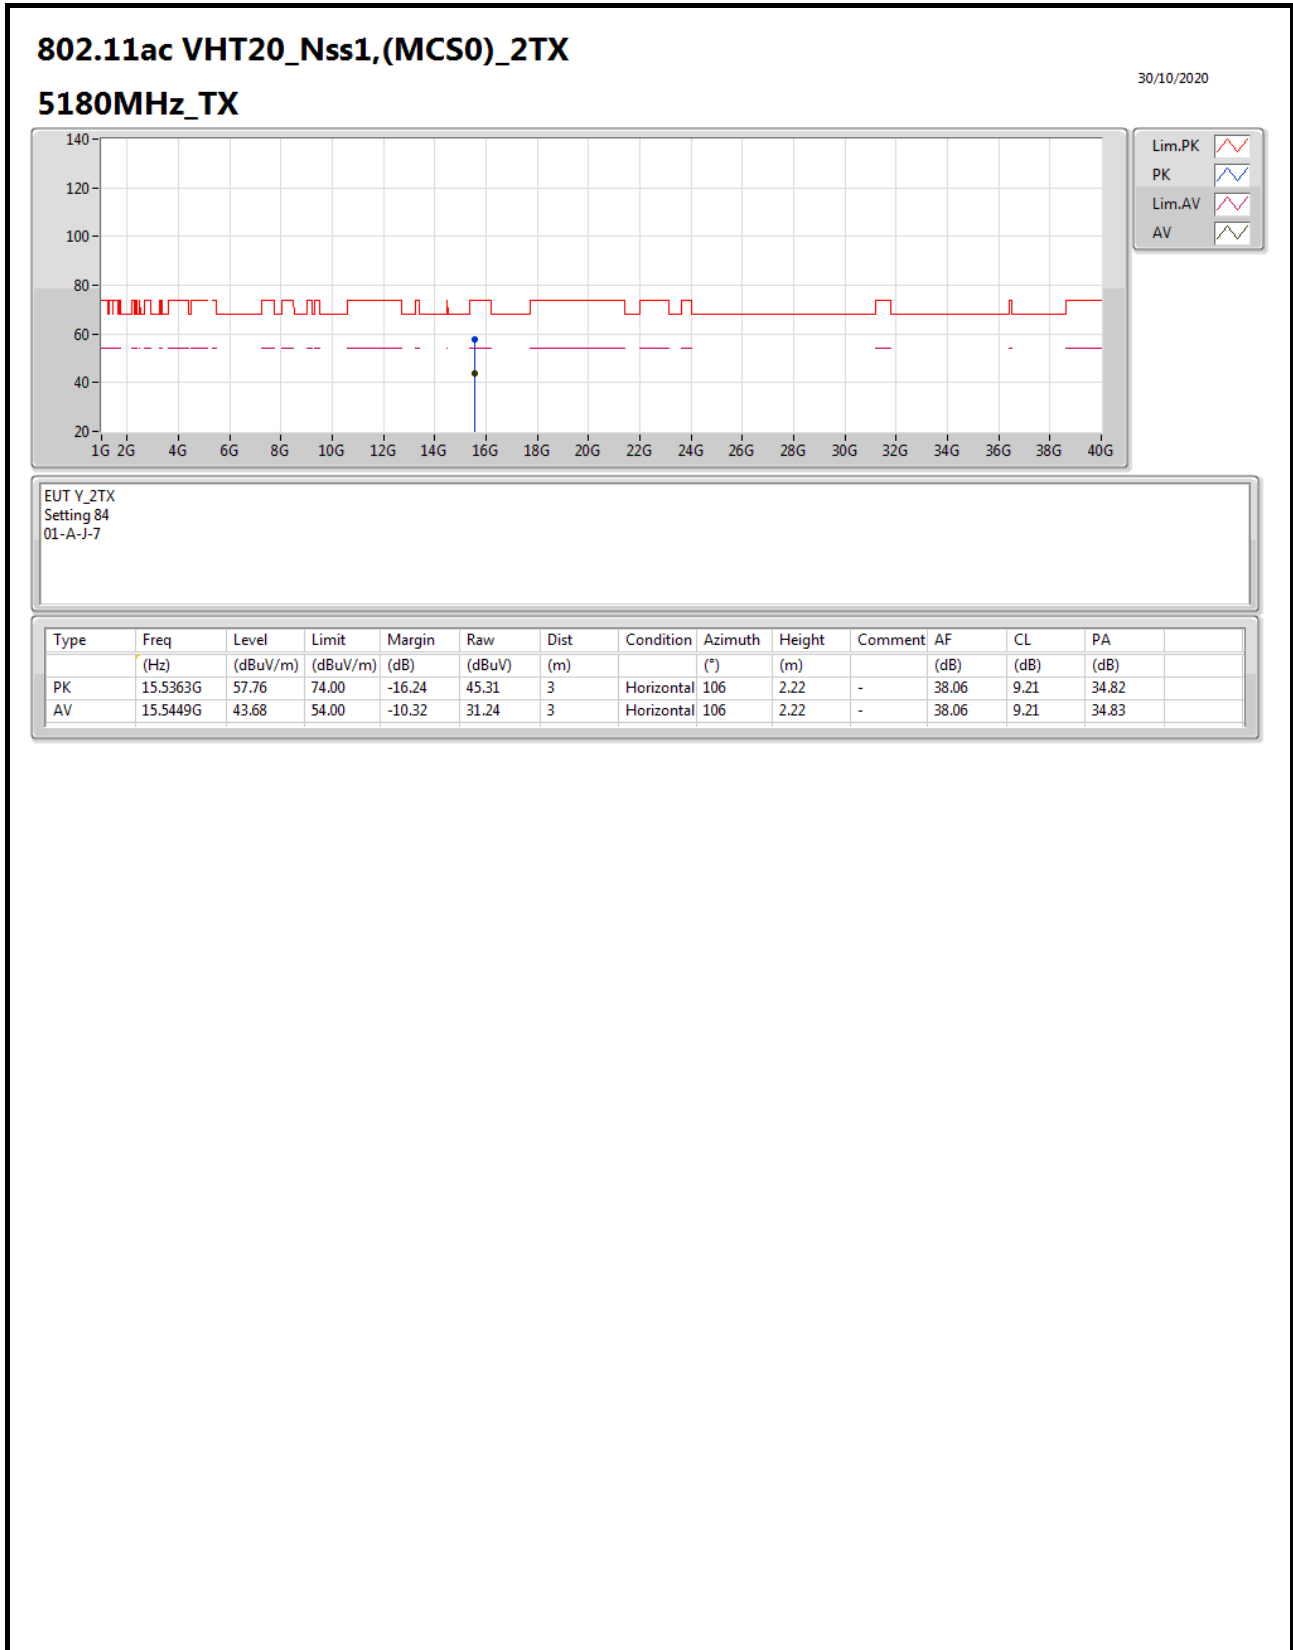 802.11ac VHT20_Nss1,(MCS0)_2TX
30/10/2020
5180MHz_TX
140
120
100
80
60
40
20
1G 2G 4G 6G 8G 10G 12G 14G 16G 18G 20G 22G 24G 26G 28G 30G 32G 34G 36G 38G 40G
Lim.PK
PK
Lim.AV
AV
EUT Y_2TX
Setting 84
01-A-J-7
Type Freq Level Limit Margin Raw Dist Condition Azimuth Height Comment AF CL PA
(Hz) (dBuV/m) (dBuV/m) (dB) (dBuV) (m) (°) (m) (dB) (dB) (dB)
PK 15.5363G 57.76 74.00 -16.24 45.31 3 Horizontal 106 2.22 - 38.06 9.21 34.82
AV 15.5449G 43.68 54.00 -10.32 31.24 3 Horizontal 106 2.22 - 38.06 9.21 34.83